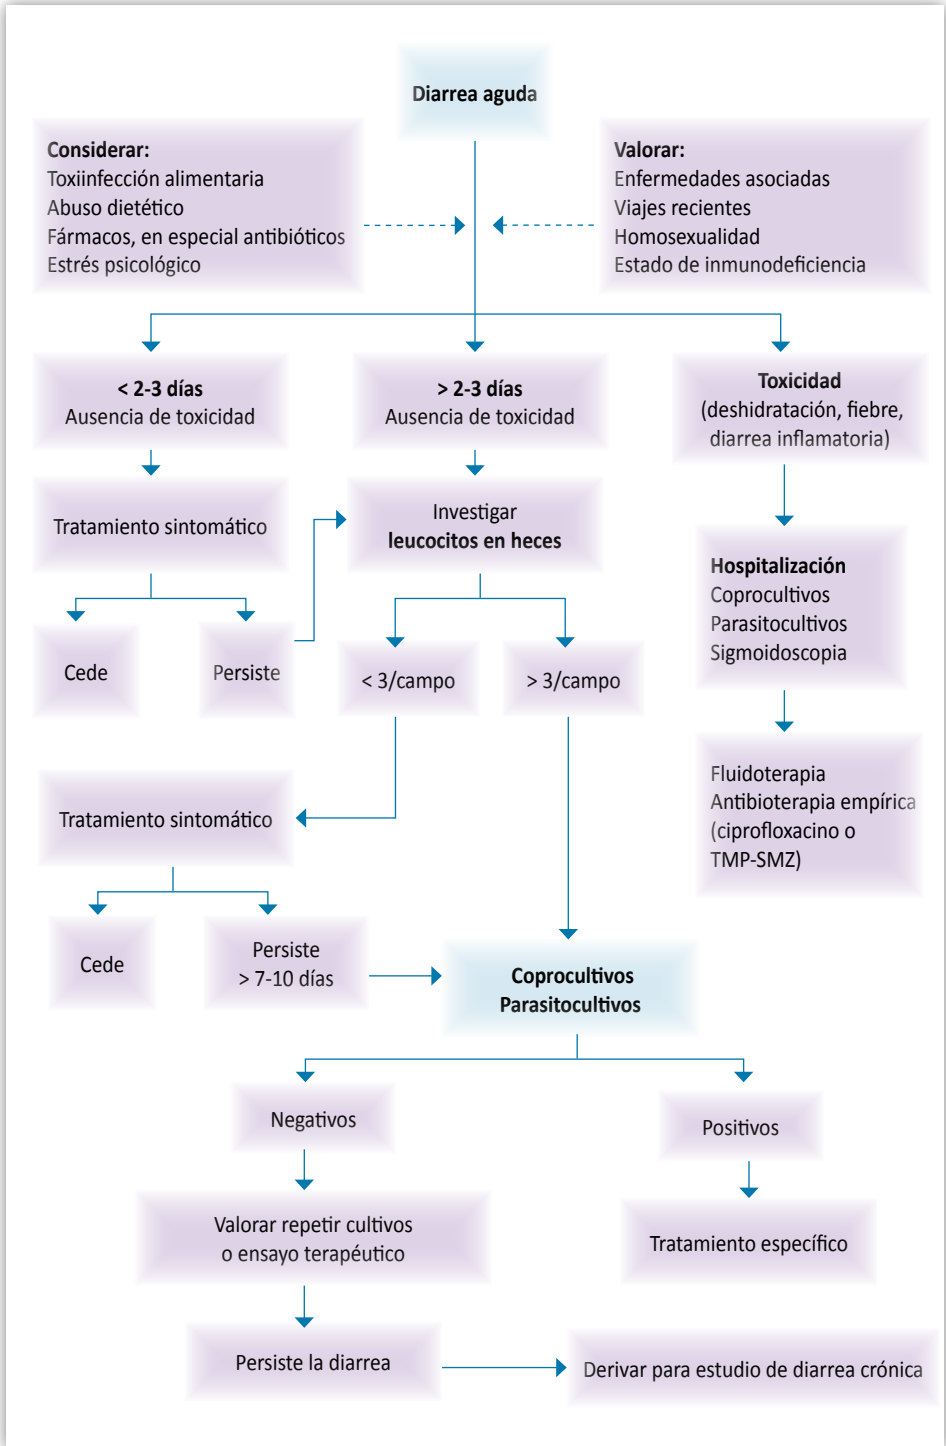 Diarrea aguda
Considerar:
Toxiinfección alimentaria
Abuso dietético
Fármacos, en especial antibióticos
Estrés psicológico
Valorar:
Enfermedades asociadas
Viajes recientes
Homosexualidad
Estado de inmunodeficiencia
< 2-3 días
Ausencia de toxicidad
> 2-3 días
Ausencia de toxicidad
Toxicidad
(deshidratación, fiebre,
diarrea inflamatoria)
Tratamiento sintomático
Investigar
leucocitos en heces
Hospitalización
Coprocultivos
Parasitocultivos
Sigmoidoscopia
Cede
Persiste
< 3/campo
> 3/campo
Fluidoterapia
Antibioterapia empírica
(ciprofloxacino o
TMP-SMZ)
Tratamiento sintomático
Cede
Persiste
> 7-10 días
Coprocultivos
Parasitocultivos
Negativos
Positivos
Valorar repetir cultivos
o ensayo terapéutico
Tratamiento específico
Persiste la diarrea
Derivar para estudio de diarrea crónica